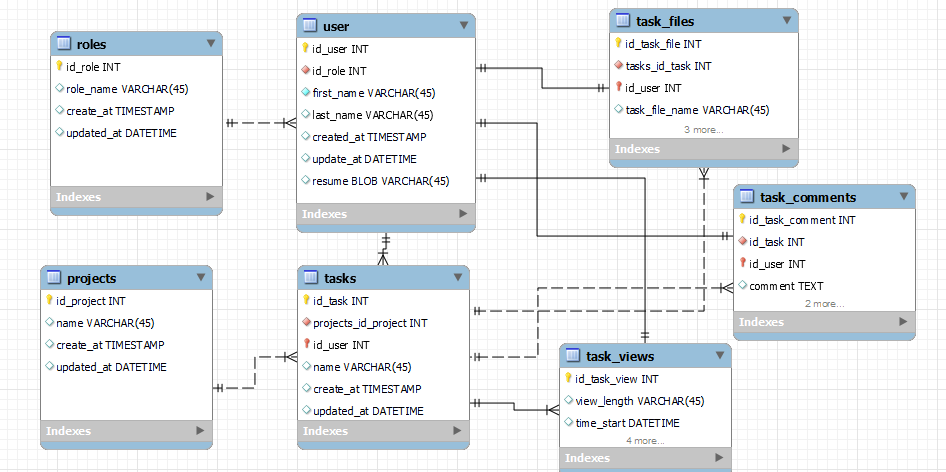 roles
id_role INT
role_name VARCHAR(45)
create_at TIMESTAMP
updated_at DATETIME
Indexes
user
id_user INT
id_role INT
first_name VARCHAR(45)
last_name VARCHAR(45)
created_at TIMESTAMP
update_at DATETIME
resume BLOB VARCHAR(45)
Indexes
task_files
id_task_file INT
tasks_id_task INT
id_user INT
task_file_name VARCHAR(45)
3 more...
Indexes
task_comments
id_task_comment INT
id_task INT
id_user INT
comment TEXT
2 more...
Indexes
projects
id_project INT
name VARCHAR(45)
create_at TIMESTAMP
updated_at DATETIME
Indexes
tasks
id_task INT
projects_id_project INT
id_user INT
name VARCHAR(45)
create_at TIMESTAMP
updated_at DATETIME
Indexes
task_views
id_task_view INT
view_length VARCHAR(45)
time_start DATETIME
4 more...
Indexes